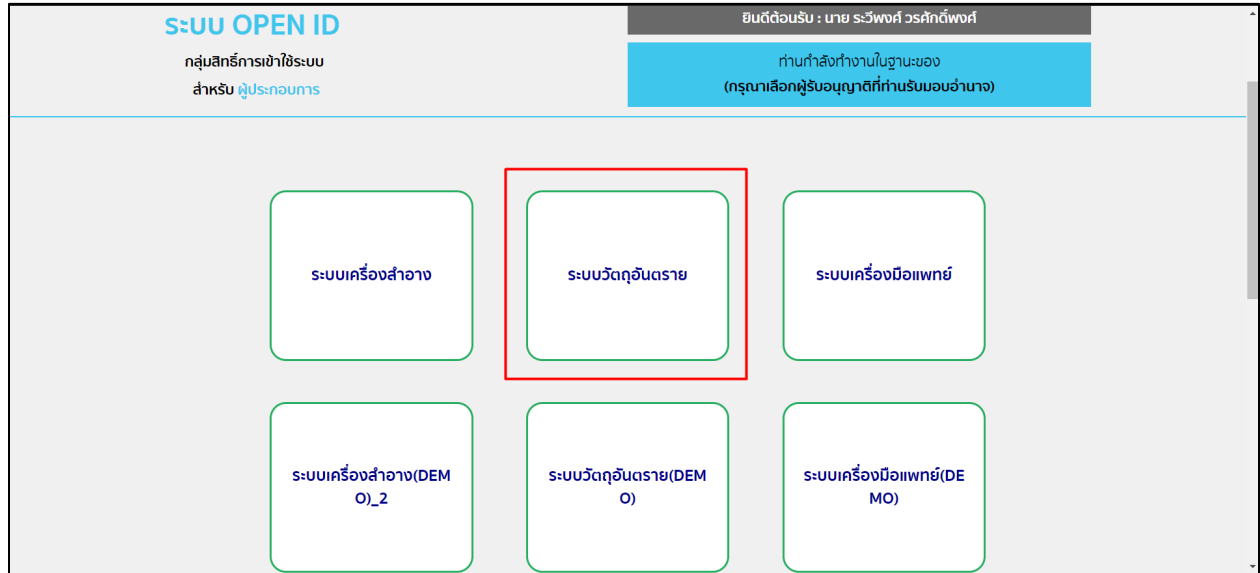 ระบบ OPEN ID
กลุ่มสิทธิ์การเข้าใช้ระบบ
สำหรับ ผู้ประกอบการ
ยินดีต้อนรับ : นาย ระวีพงศ์ วรศักดิ์พงศ์
ท่านกำลังทำงานในฐานะของ
(กรุณาเลือกผู้รับอนุญาติที่ท่านรับมอบอำนาจ)
ระบบเครื่องสำอาง
ระบบวัตถุอันตราย
ระบบเครื่องมือแพทย์
ระบบเครื่องสำอาง(DEM
O)_2
ระบบวัตถุอันตราย(DEM
O)
ระบบเครื่องมือแพทย์(DE
MO)